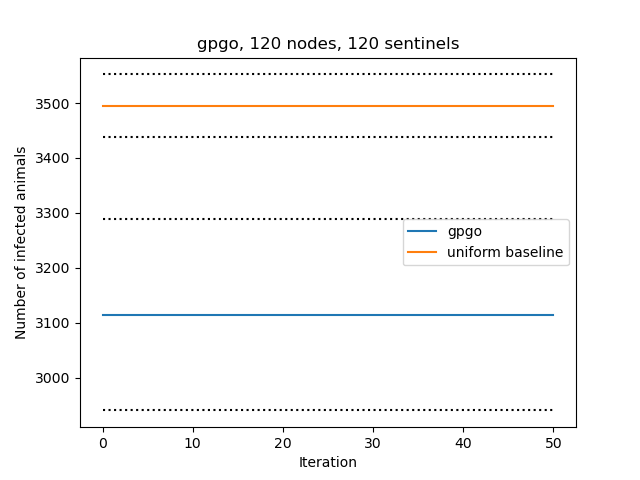 gpgo, 120 nodes, 120 sentinels
Number of infected animals
3500
3400
3300
3200
3100
3000
gpgo
uniform baseline
0 10 20 30 40 50
Iteration